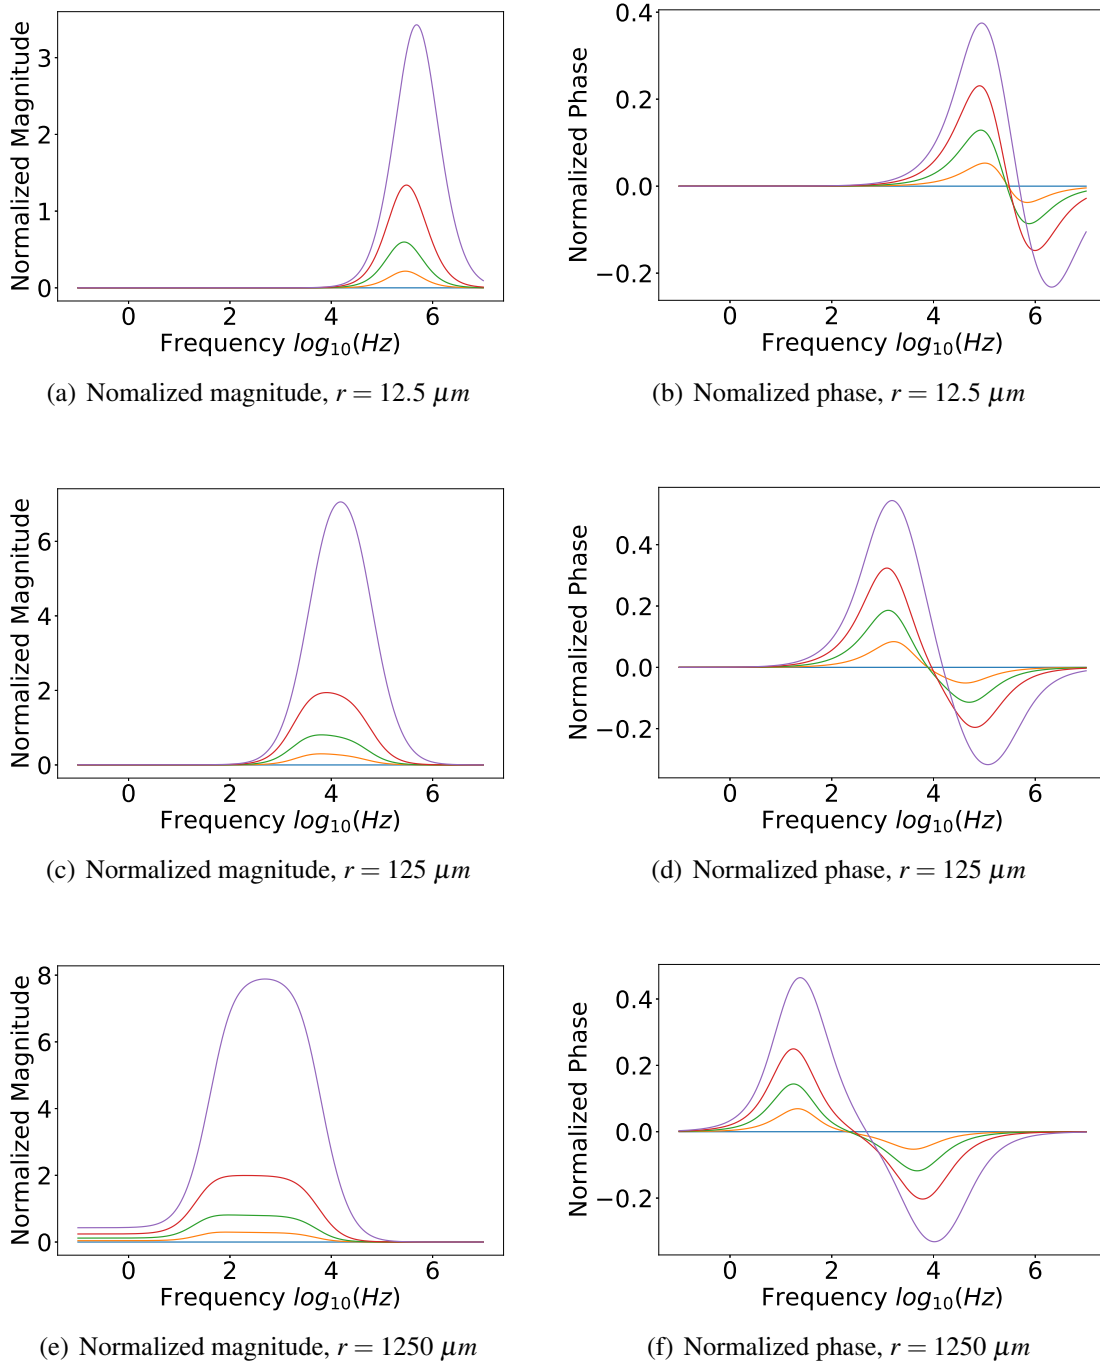 Normalized Magnitude
3
2
1
0
0 2 4 6
Frequency log10(Hz)
(a) Nomalized magnitude, r = 12.5 μm
Normalized Phase
0.4
0.2
0.0
−0.2
0 2 4 6
Frequency log10(Hz)
(b) Nomalized phase, r = 12.5 μm
Normalized Magnitude
6
4
2
0
0 2 4 6
Frequency log10(Hz)
(c) Normalized magnitude, r = 125 μm
Normalized Phase
0.4
0.2
0.0
−0.2
0 2 4 6
Frequency log10(Hz)
(d) Normalized phase, r = 125 μm
Normalized Magnitude
8
6
4
2
0
0 2 4 6
Frequency log10(Hz)
(e) Normalized magnitude, r = 1250 μm
Normalized Phase
0.4
0.2
0.0
−0.2
0 2 4 6
Frequency log10(Hz)
(f) Normalized phase, r = 1250 μm